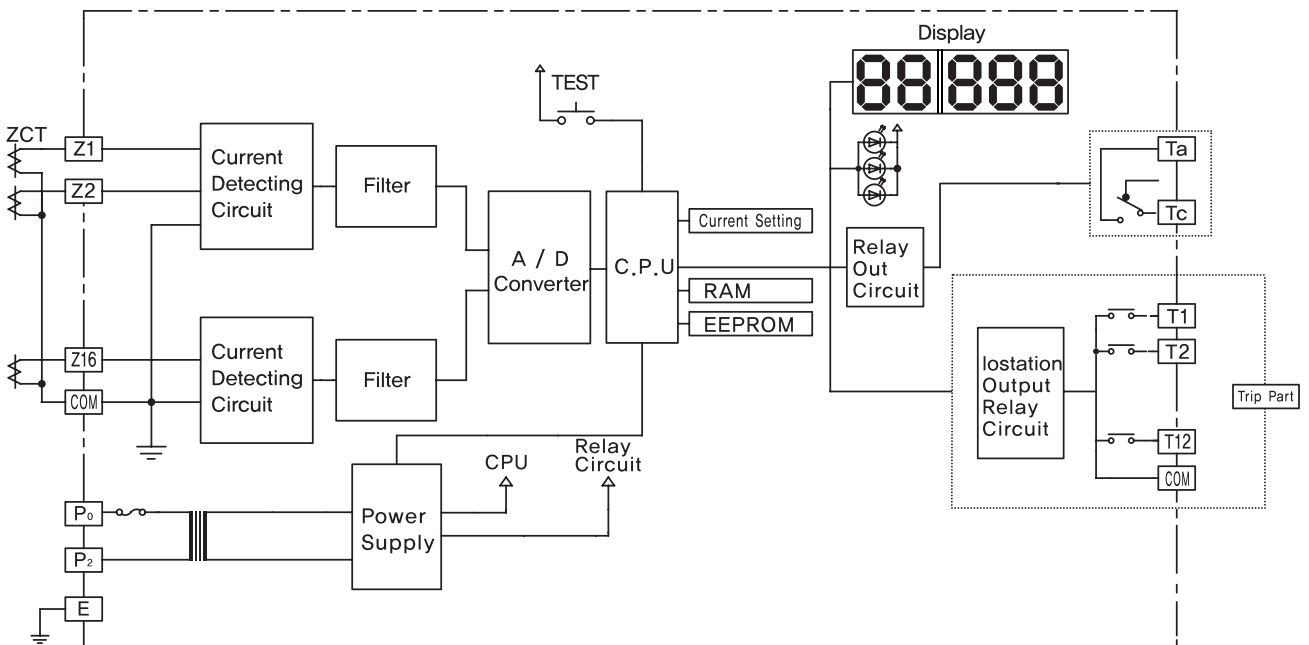 Display
88 888
TEST
ZCT
Z1
Z2
Current
Detecting
Circuit
Filter
A / D
Converter
C.P.U
Current Setting
RAM
EEPROM
Relay
Out
Circuit
Ta
Tc
Z16
COM
Current
Detecting
Circuit
Filter
Iostation
Output
Relay
Circuit
T1
T2
T12
COM
Trip Part
P₀
P₂
E
Power
Supply
CPU
Relay
Circuit